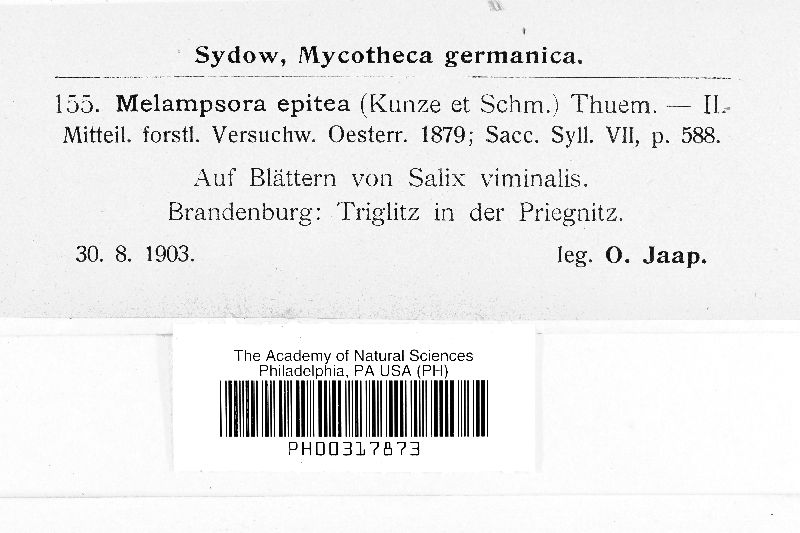 Sydow, Mycotheca germanica.
155. Melampsora epitea (Kunze et Schm.) Thuem. — II.
Mitteil. forstl. Versuchw. Oesterr. 1879; Sacc. Syll. VII, p. 588.
Auf Blättern von Salix viminalis.
Brandenburg: Triglitz in der Priegnitz.
30. 8. 1903. leg. O. Jaap.
The Academy of Natural Sciences
Philadelphia, PA USA (PH)
PH00317873